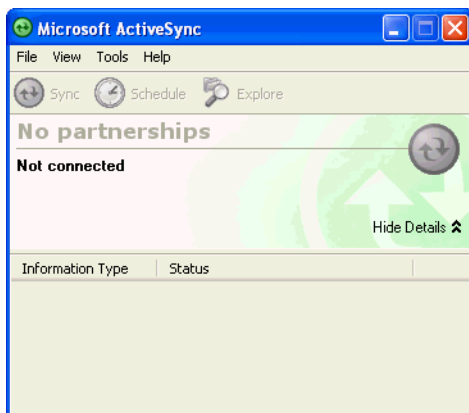 Microsoft ActiveSync
File View Tools Help
Sync Schedule Explore
No partnerships
Not connected
Hide Details
Information Type Status